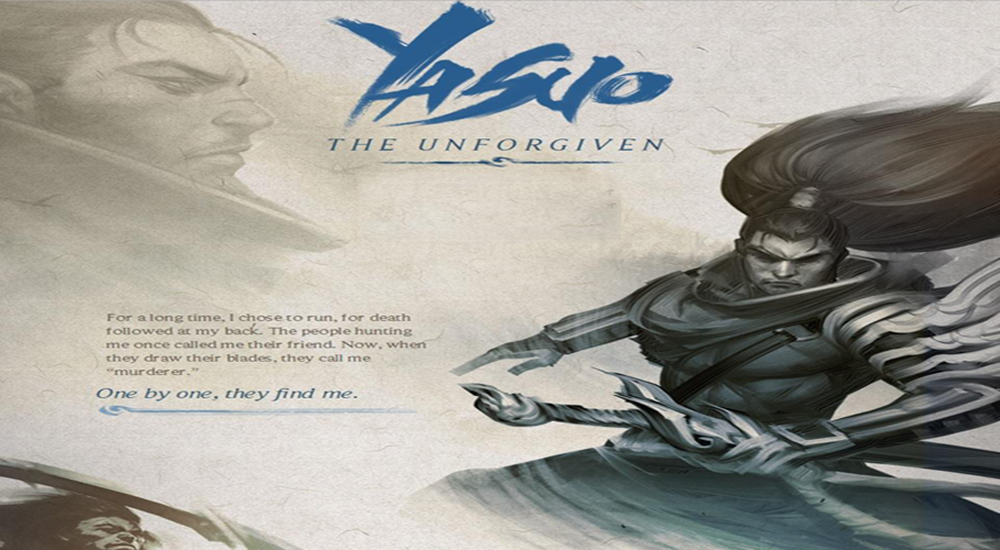 YASUO
THE UNFORGIVEN
For a long time, I chose to run, for death
followed at my back. The people hunting
me once called me their friend. Now, when
they draw their blades, they call me
“murderer.”
One by one, they find me.